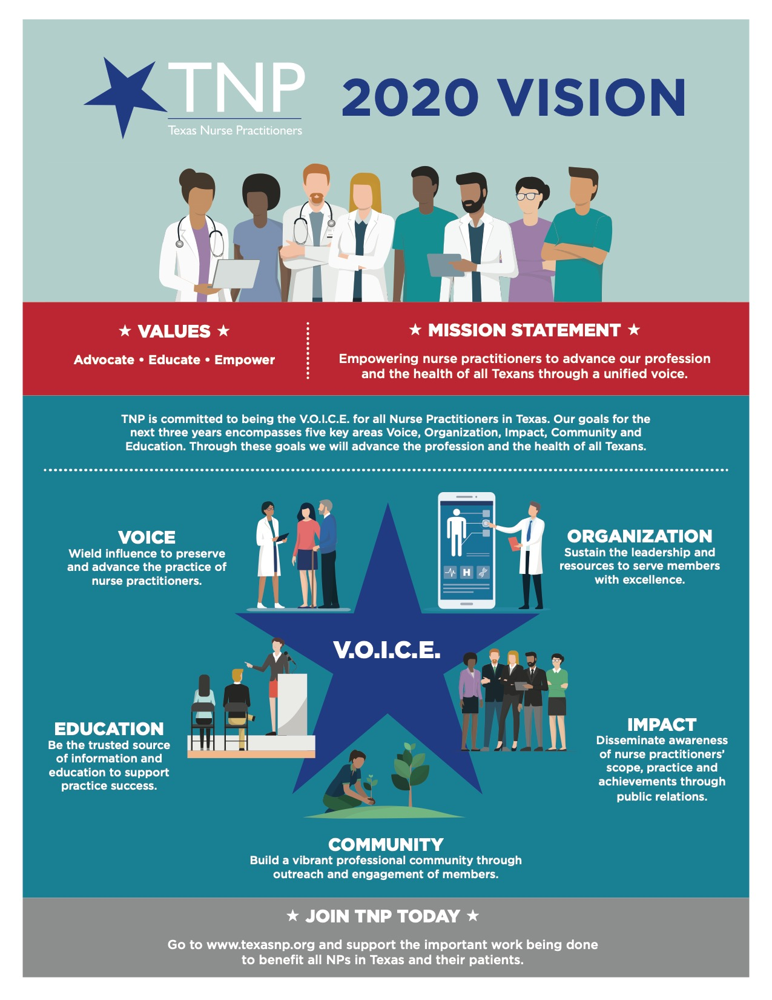 TNP
Texas Nurse Practitioners
2020 VISION
★ VALUES ★
Advocate • Educate • Empower
★ MISSION STATEMENT ★
Empowering nurse practitioners to advance our profession
and the health of all Texans through a unified voice.
TNP is committed to being the V.O.I.C.E. for all Nurse Practitioners in Texas. Our goals for the
next three years encompasses five key areas Voice, Organization, Impact, Community and
Education. Through these goals we will advance the profession and the health of all Texans.
VOICE
Wield influence to preserve
and advance the practice of
nurse practitioners.
H
ORGANIZATION
Sustain the leadership and
resources to serve members
with excellence.
V.O.I.C.E.
EDUCATION
Be the trusted source
of information and
education to support
practice success.
IMPACT
Disseminate awareness
of nurse practitioners’
scope, practice and
achievements through
public relations.
COMMUNITY
Build a vibrant professional community through
outreach and engagement of members.
★ JOIN TNP TODAY ★
Go to www.texasnp.org and support the important work being done
to benefit all NPs in Texas and their patients.